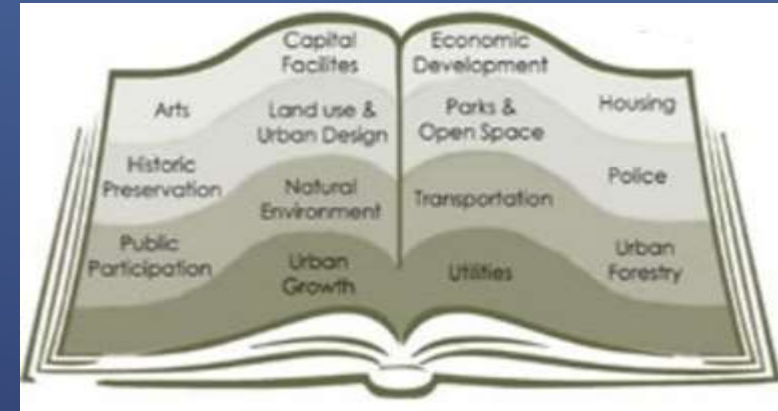 Capital
Facilites
Arts
Land use &
Urban Design
Historic
Preservation
Natural
Environment
Public
Participation
Urban
Growth
Economic
Development
Parks &
Open Space
Housing
Transportation
Police
Utilities
Urban
Forestry